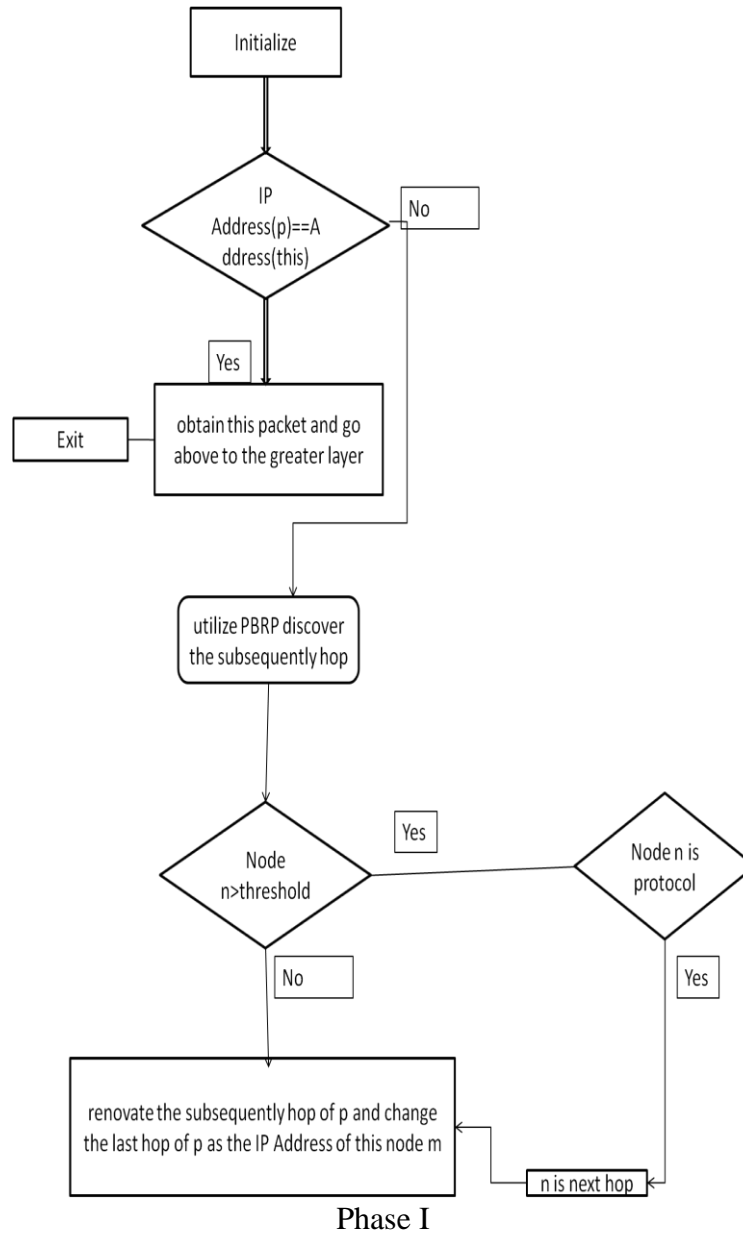 Initialize
IP
Address(p)==A
ddress(this)
No
Yes
obtain this packet and go
above to the greater layer
Exit
utilize PBRP discover
the subsequently hop
Node
n>threshold
Yes
Node n is
protocol
No
Yes
renovate the subsequently hop of p and change
the last hop of p as the IP Address of this node m
n is next hop
Phase I